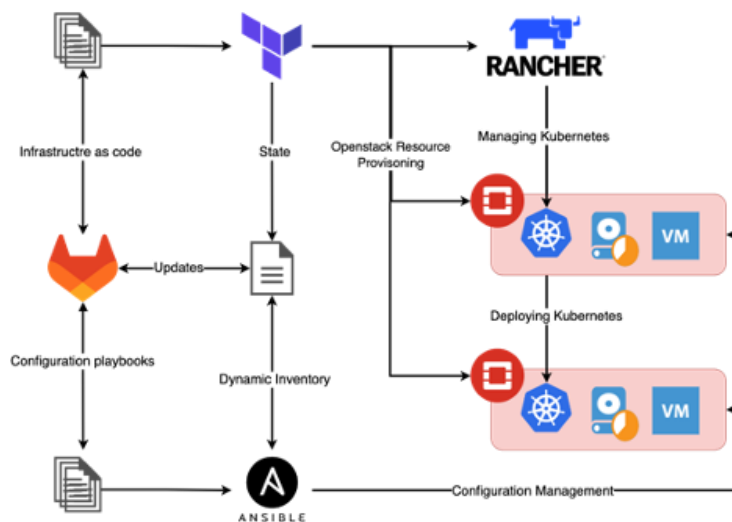 RANCHER
Managing Kubernetes
Infrastructre as code
State
Openstack Resource
Provisoning
VM
Updates
Deploying Kubernetes
Configuration playbooks
Dynamic Inventory
VM
Configuration Management
ANSIBLE